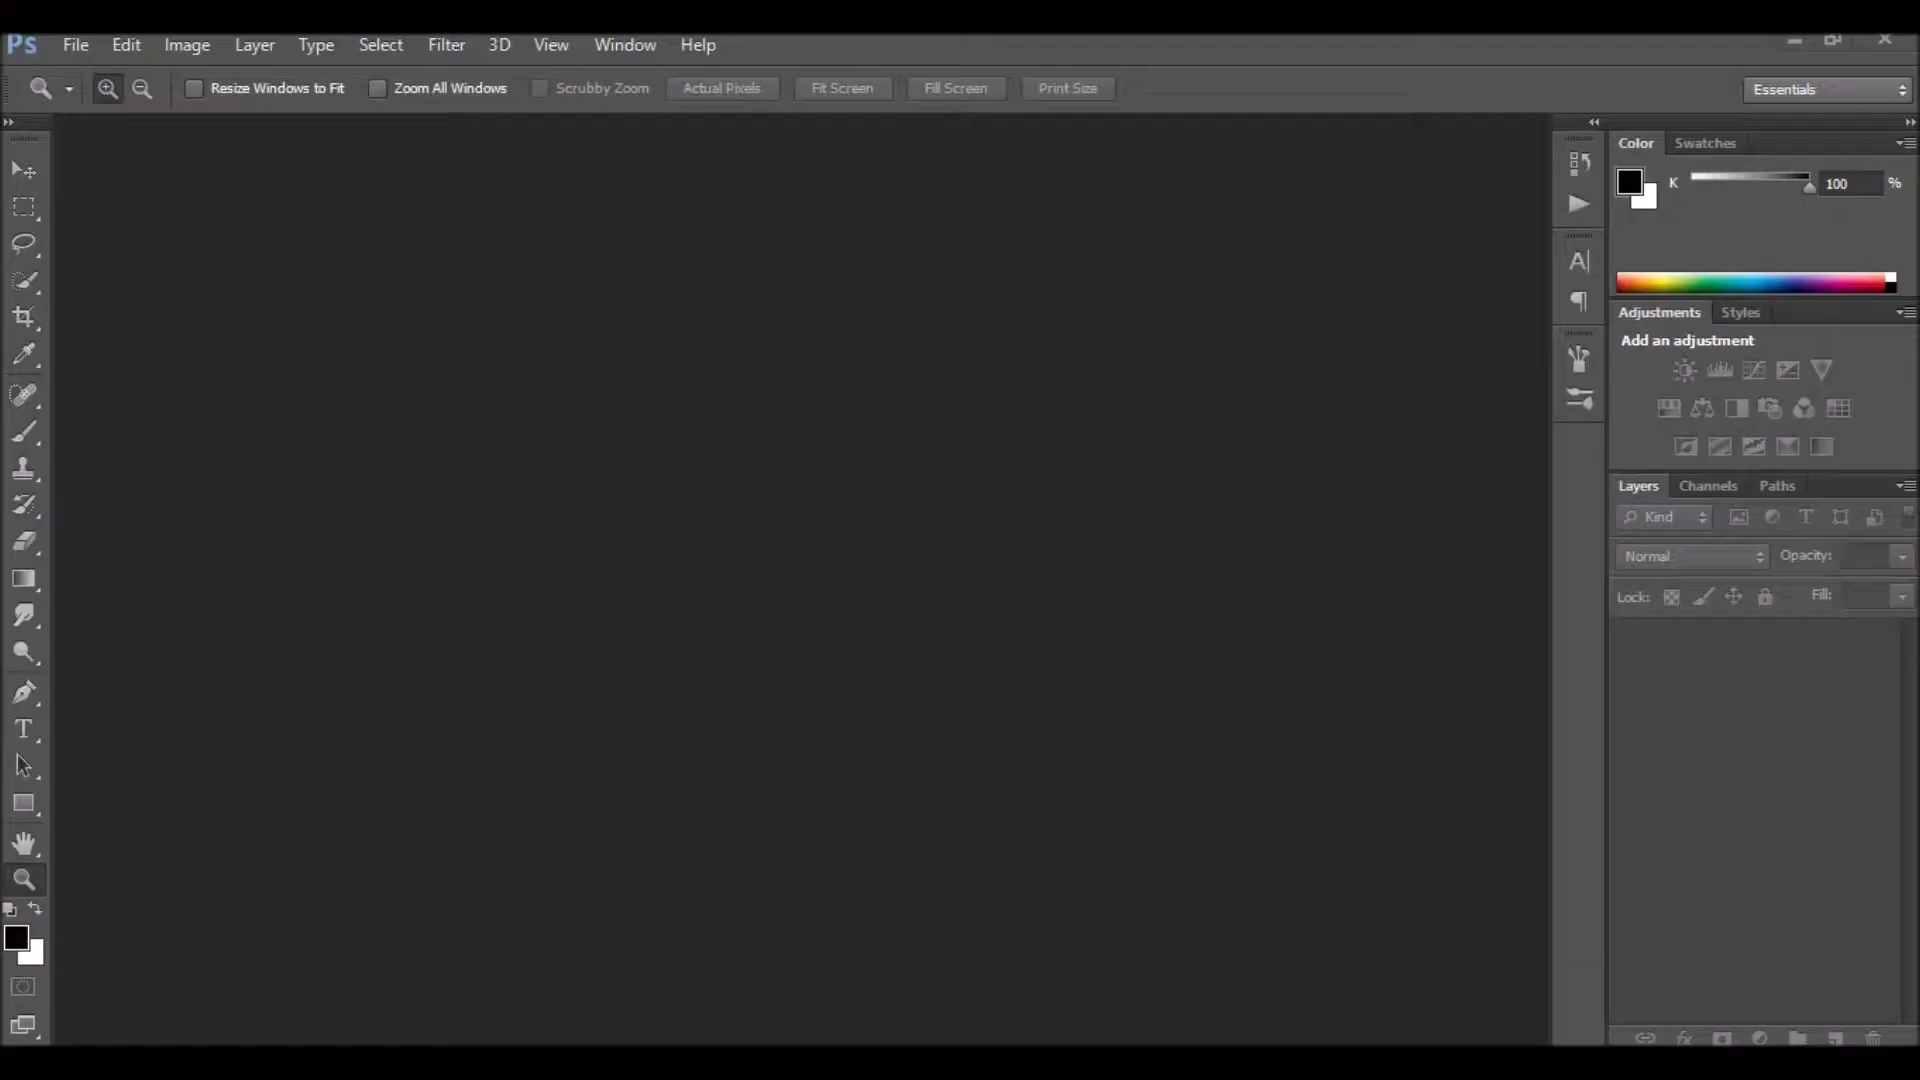 Ps File Edit Image Layer Type Select Filter 3D View Window Help
Resize Windows to Fit Zoom All Windows Scrubby Zoom Actual Pixels Fit Screen Fill Screen Print Size Essentials
Color Swatches
K 100 %
Adjustments Styles
Add an adjustment
Layers Channels Paths
Kind
Normal Opacity:
Lock: Fill: